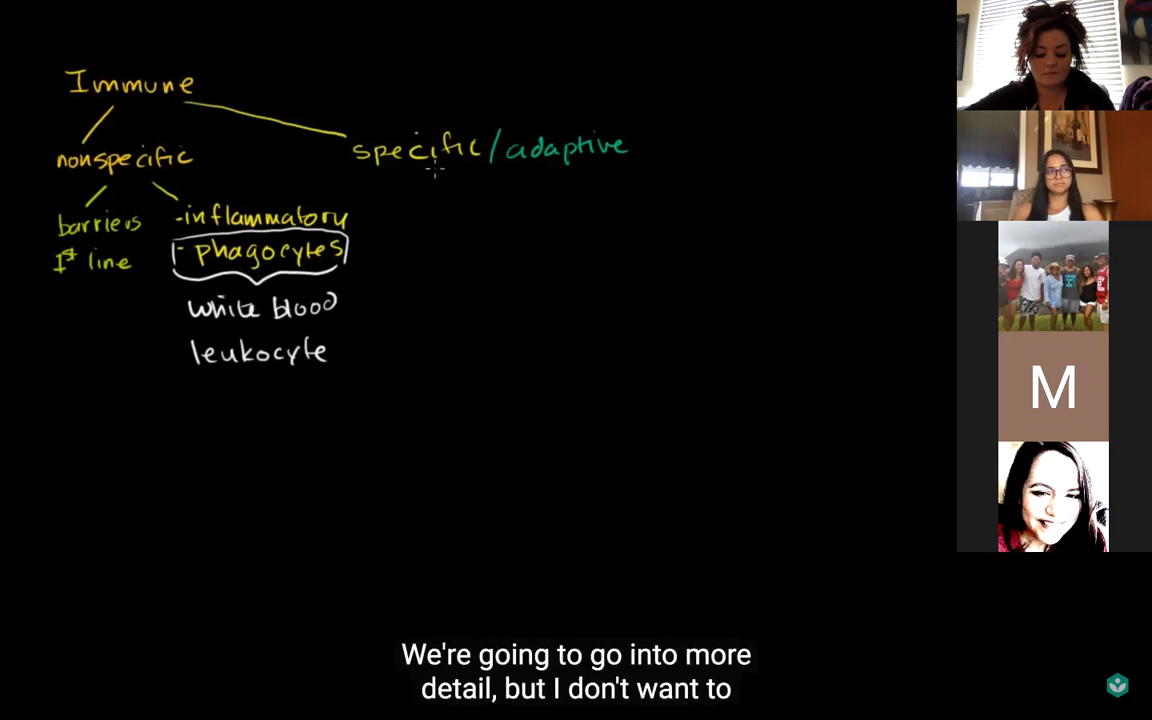 Immune
nonspecific
specific/adaptive
barriers
1st line
-inflammatory
- phagocytes
white blood
leukocyte
M
We're going to go into more
detail, but I don't want to